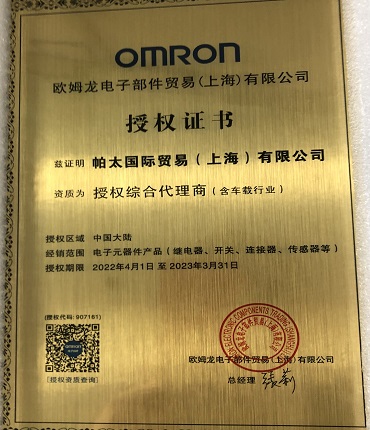 OMRON
欧姆龙电子部件贸易(上海)有限公司
授权证书
兹证明 帕太国际贸易（上海）有限公司
资质为 授权综合代理商（含车载行业）
授权区域 中国大陆
经销范围 电子元器件产品（继电器、开关、连接器、传感器等）
授权期限 2022年4月1日 至 2023年3月31日
(授权代码: 907181)
OMRON
[授权资质查询]
欧姆龙电子部件贸易(上海)有限公司
总经理